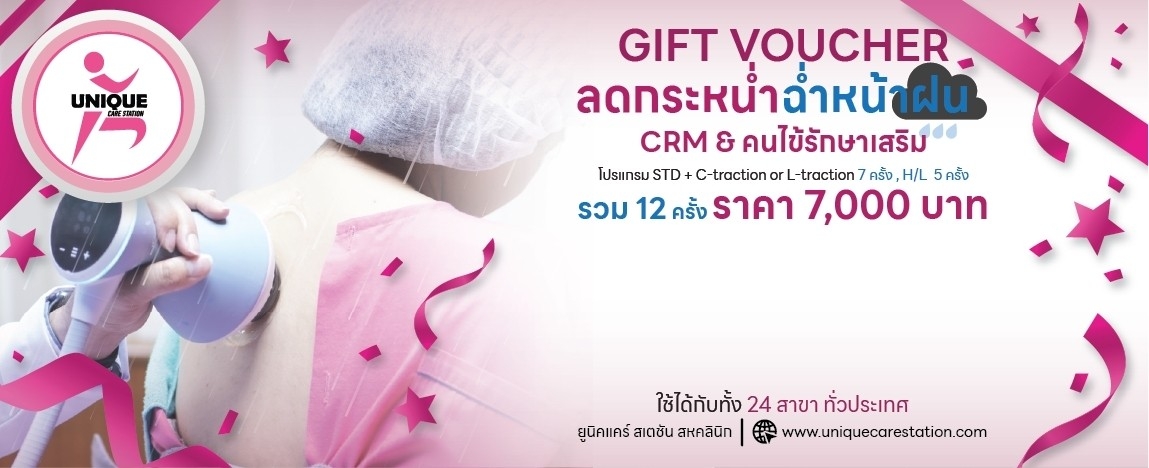 UNIQUE
CARE STATION
GIFT VOUCHER
ลดกระหน่ำฉ่ำหน้าฝน
CRM & คนไข้รักษาเสริม
โปรแกรม STD + C-traction or L-traction 7 ครั้ง , H/L 5 ครั้ง
รวม 12 ครั้ง ราคา 7,000 บาท
ใช้ได้กับทั้ง 24 สาขา ทั่วประเทศ
ยูนิคแคร์ สเตชัน สหคลินิก | www.uniquecarestation.com